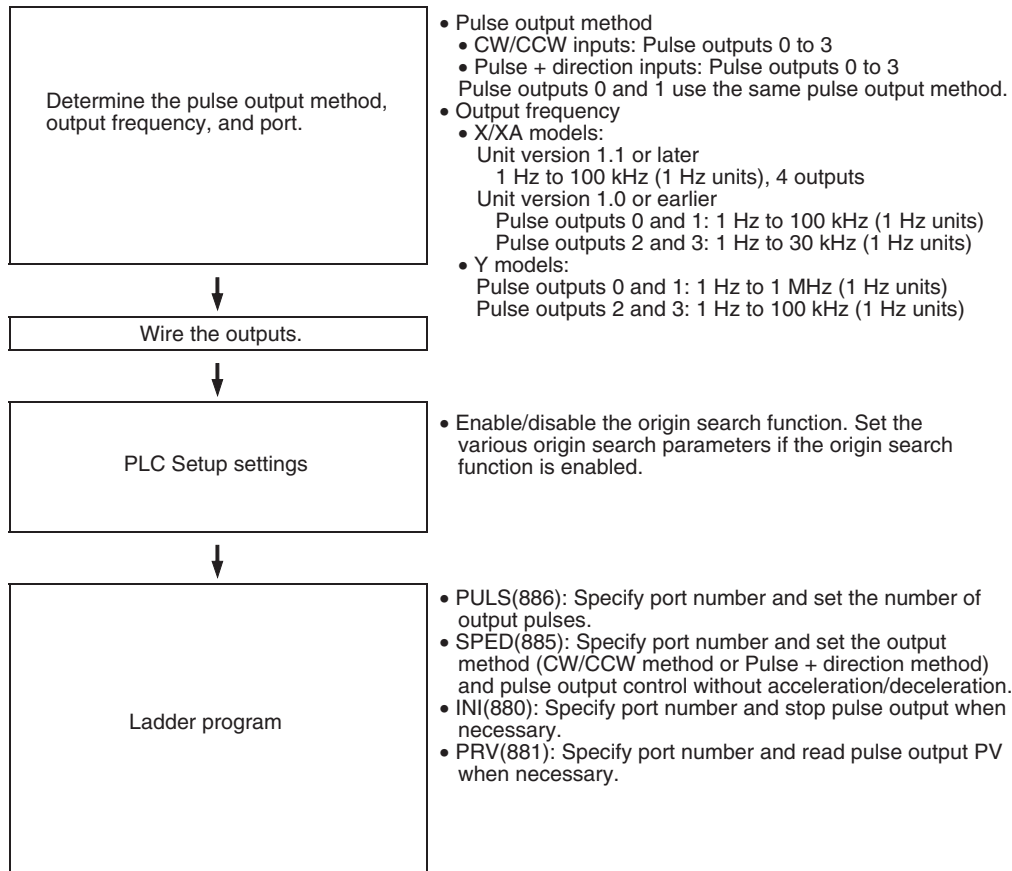 Determine the pulse output method,
output frequency, and port.
• Pulse output method
• CW/CCW inputs: Pulse outputs 0 to 3
• Pulse + direction inputs: Pulse outputs 0 to 3
Pulse outputs 0 and 1 use the same pulse output method.
• Output frequency
• X/XA models:
Unit version 1.1 or later
1 Hz to 100 kHz (1 Hz units), 4 outputs
Unit version 1.0 or earlier
Pulse outputs 0 and 1: 1 Hz to 100 kHz (1 Hz units)
Pulse outputs 2 and 3: 1 Hz to 30 kHz (1 Hz units)
• Y models:
Pulse outputs 0 and 1: 1 Hz to 1 MHz (1 Hz units)
Pulse outputs 2 and 3: 1 Hz to 100 kHz (1 Hz units)
Wire the outputs.
PLC Setup settings
• Enable/disable the origin search function. Set the
various origin search parameters if the origin search
function is enabled.
Ladder program
• PULS(886): Specify port number and set the number of
output pulses.
• SPED(885): Specify port number and set the output
method (CW/CCW method or Pulse + direction method)
and pulse output control without acceleration/deceleration.
• INI(880): Specify port number and stop pulse output when
necessary.
• PRV(881): Specify port number and read pulse output PV
when necessary.